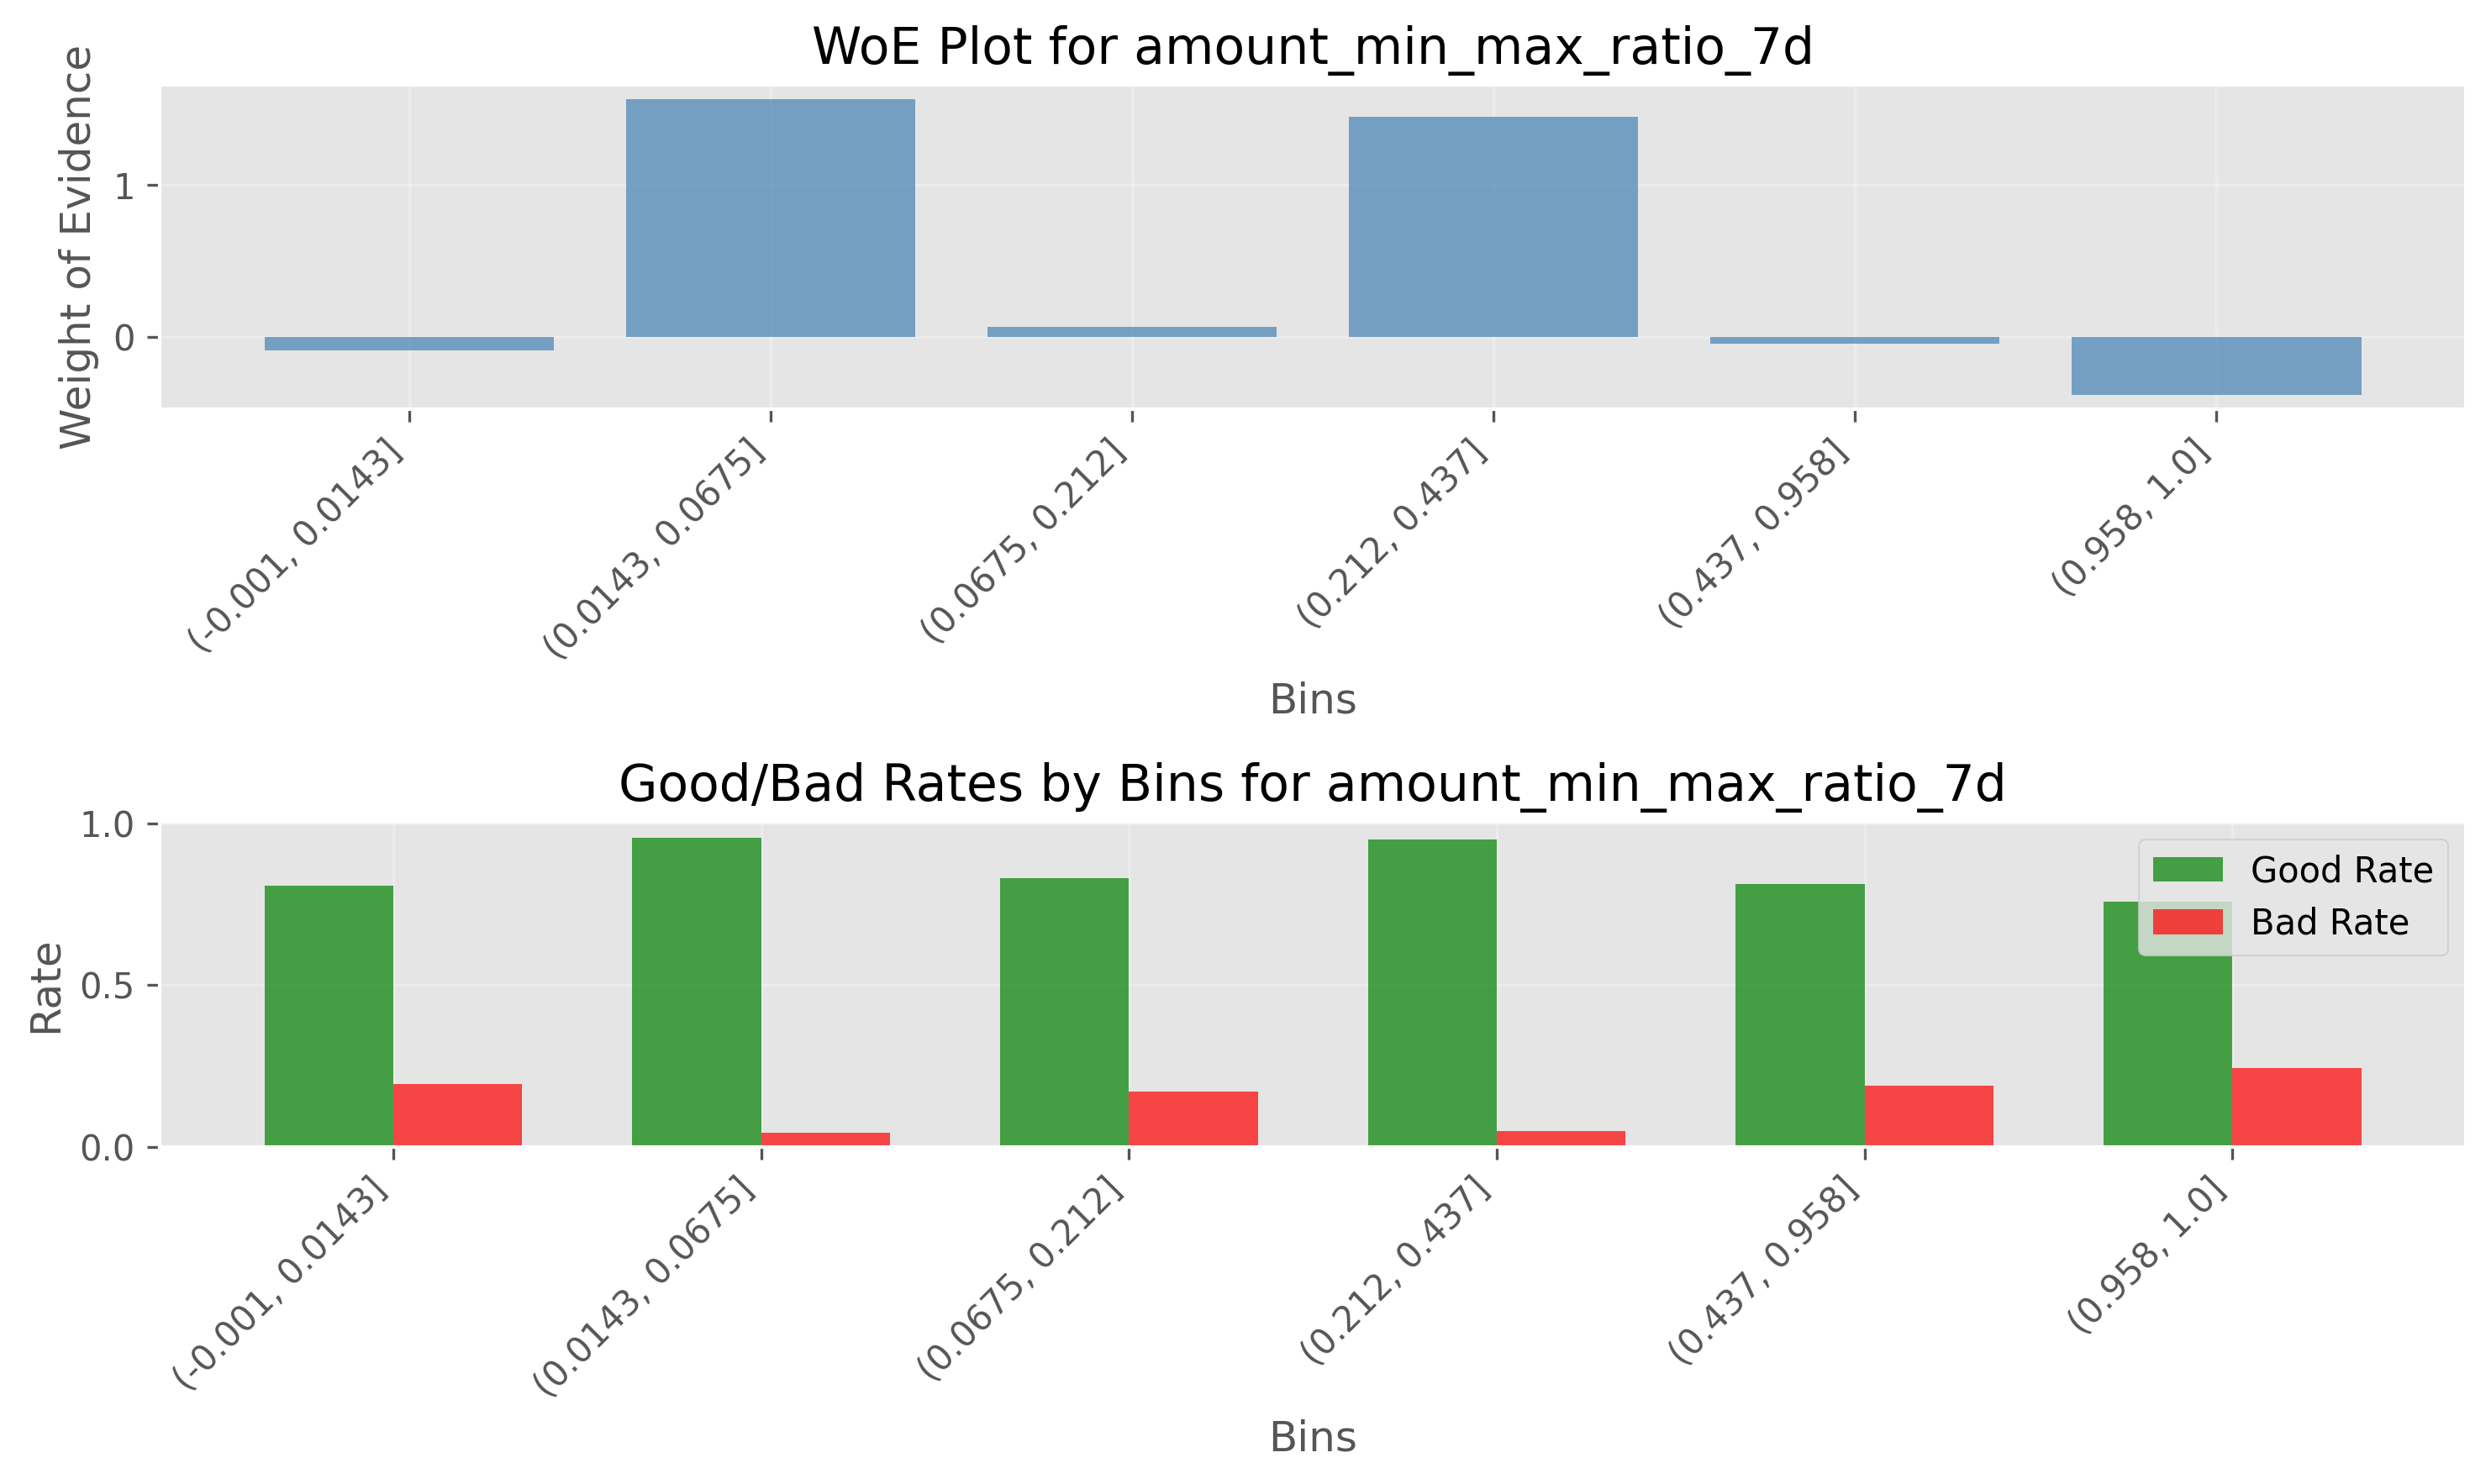 WoE Plot for amount_min_max_ratio_7d
Weight of Evidence
1
0
(-0.001, 0.0143]
(0.0143, 0.0675]
(0.0675, 0.212]
(0.212, 0.437]
(0.437, 0.958]
(0.958, 1.0]
Bins
Good/Bad Rates by Bins for amount_min_max_ratio_7d
Rate
1.0
0.5
0.0
Good Rate
Bad Rate
(-0.001, 0.0143]
(0.0143, 0.0675]
(0.0675, 0.212]
(0.212, 0.437]
(0.437, 0.958]
(0.958, 1.0]
Bins